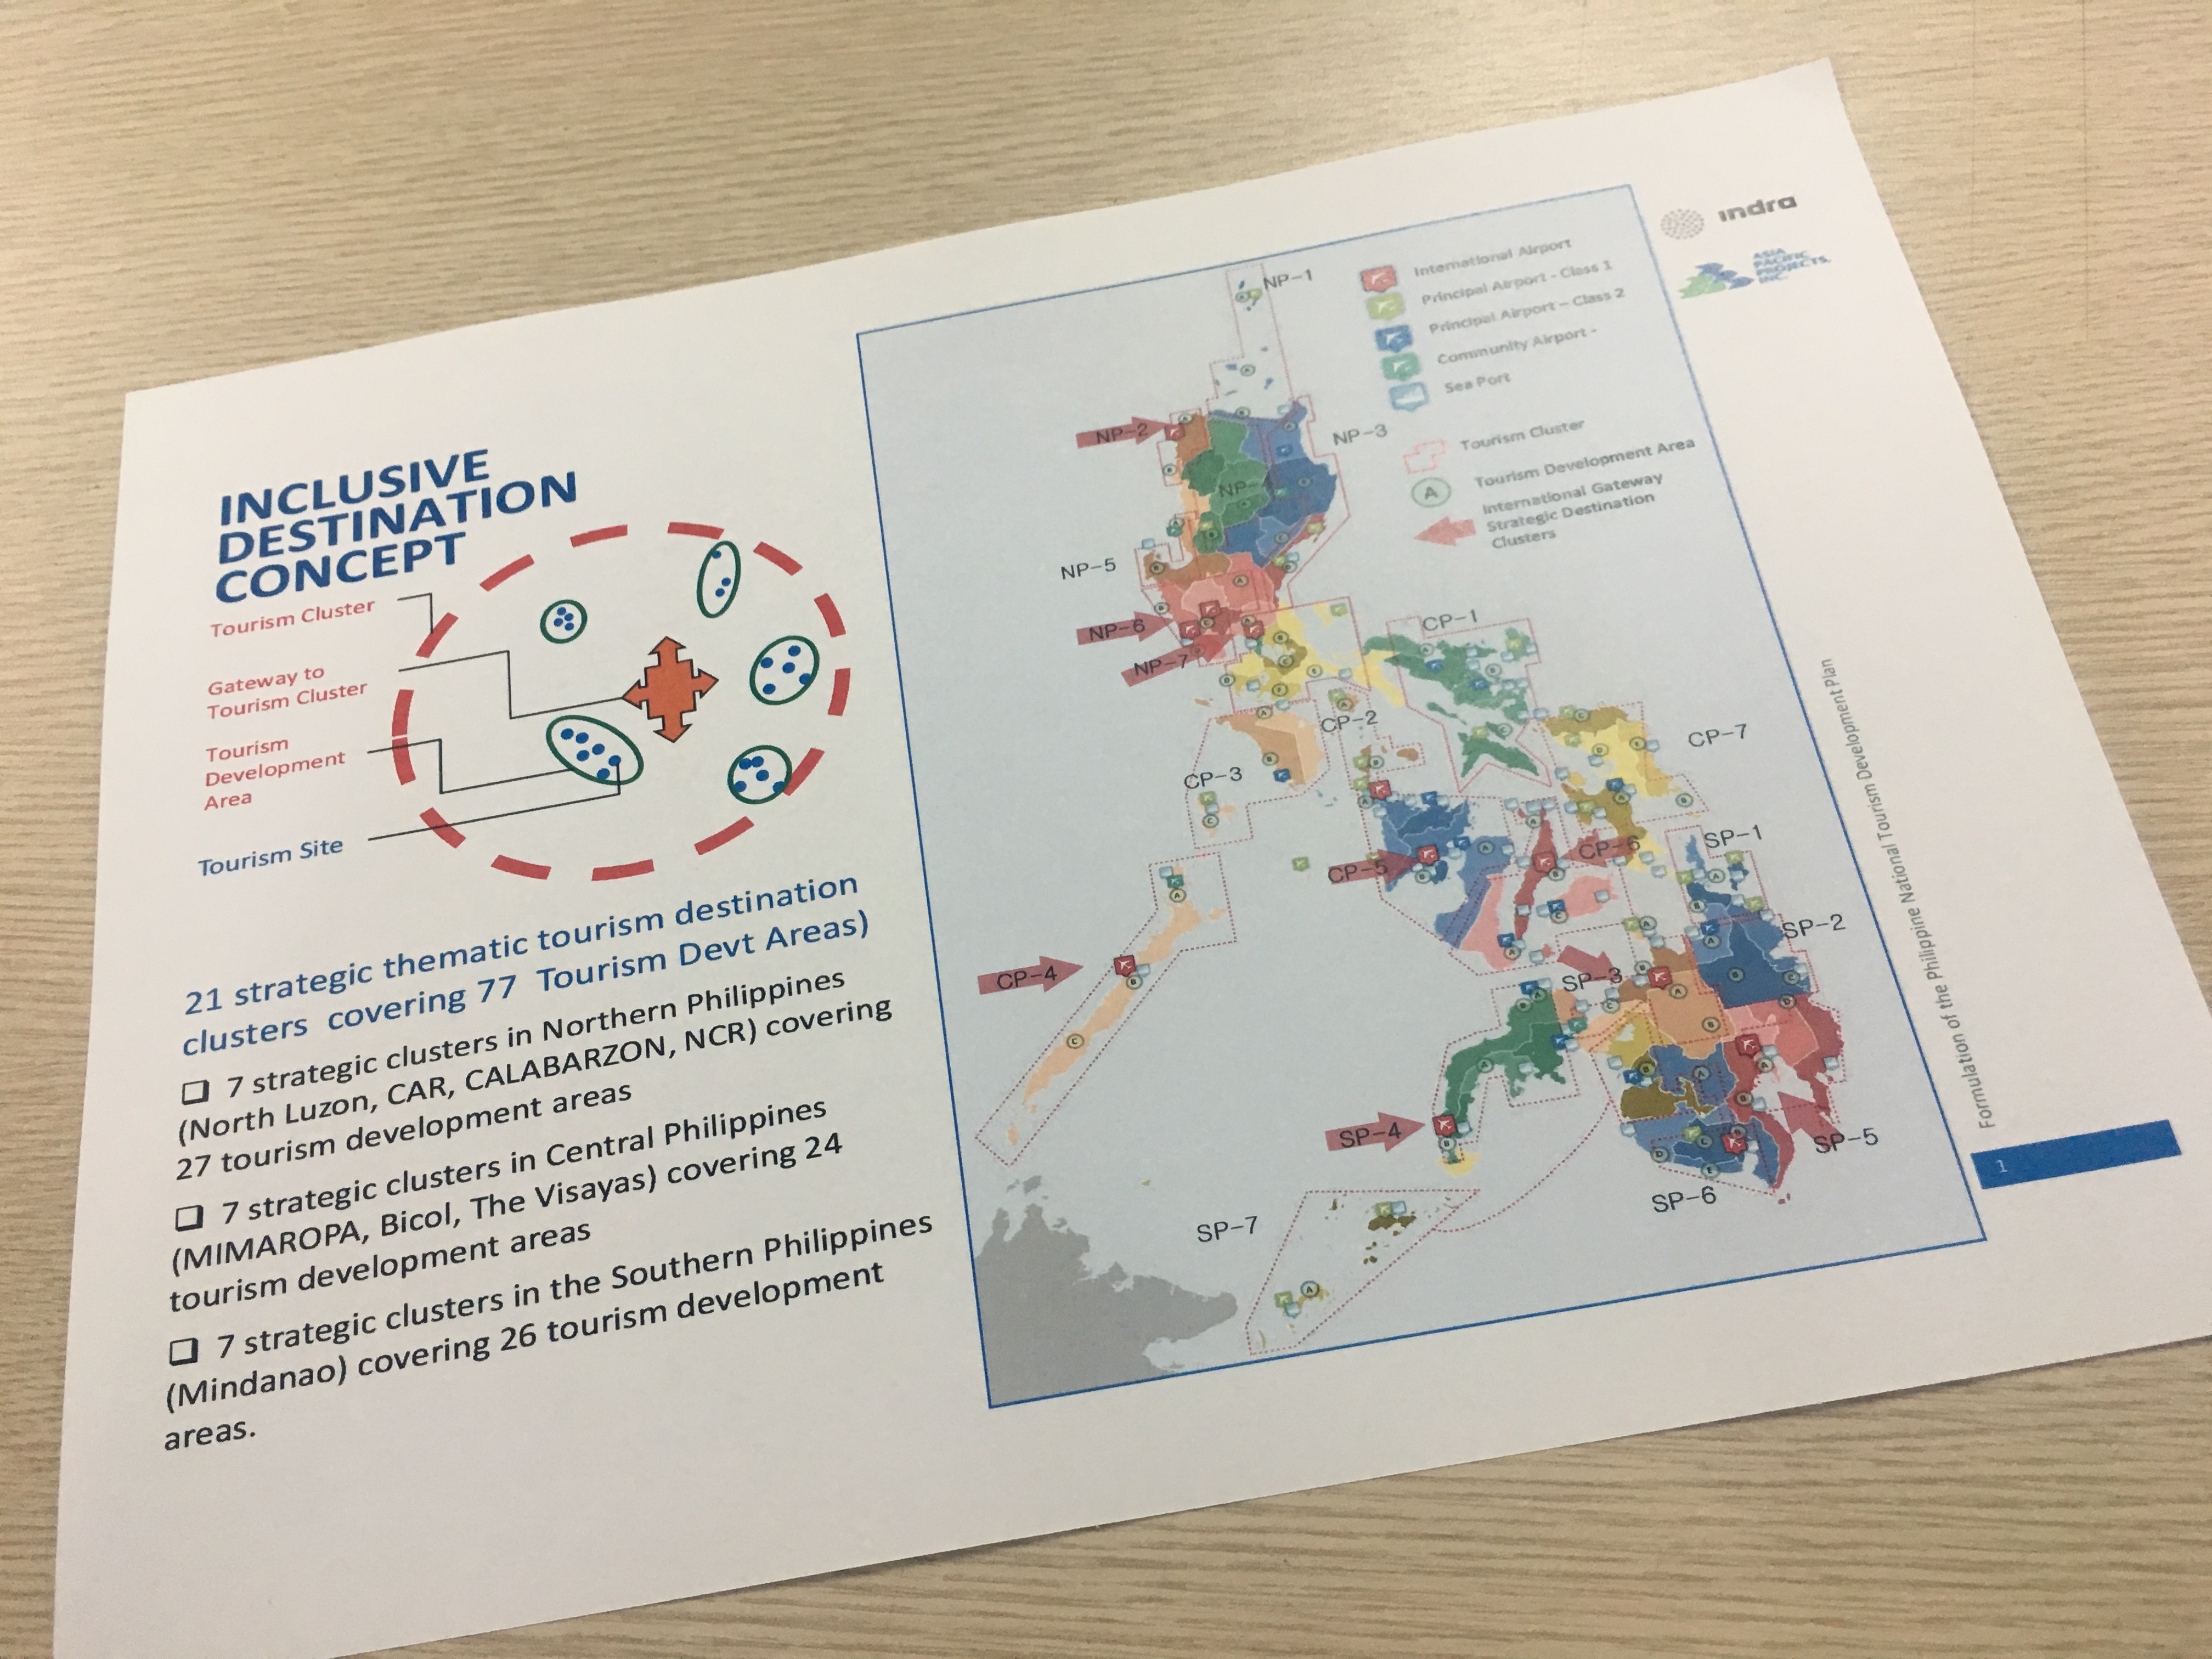 INCLUSIVE
DESTINATION
CONCEPT
Tourism Cluster
Gateway to
Tourism Cluster
Tourism
Development
Area
Tourism Site
21 strategic thematic tourism destination
clusters covering 77 Tourism Devt Areas)
❑ 7 strategic clusters in Northern Philippines
(North Luzon, CAR, CALABARZON, NCR) covering
27 tourism development areas
❑ 7 strategic clusters in Central Philippines
(MIMAROPA, Bicol, The Visayas) covering 24
tourism development areas
❑ 7 strategic clusters in the Southern Philippines
(Mindanao) covering 26 tourism development
areas.
International Airport
Principal Airport - Class 1
Principal Airport – Class 2
Community Airport -
Sea Port
Tourism Cluster
A Tourism Development Area
International Gateway
Strategic Destination
Clusters
NP-1
NP-2
NP-3
NP-5
NP-6
NP-7
CP-1
CP-2
CP-3
CP-7
CP-5
CP-6
CP-4
SP-1
SP-2
SP-3
SP-4
SP-5
SP-6
SP-7
indra
ASIA
PACIFIC
PROJECTS,
INC.
Formulation of the Philippine National Tourism Development Plan
1